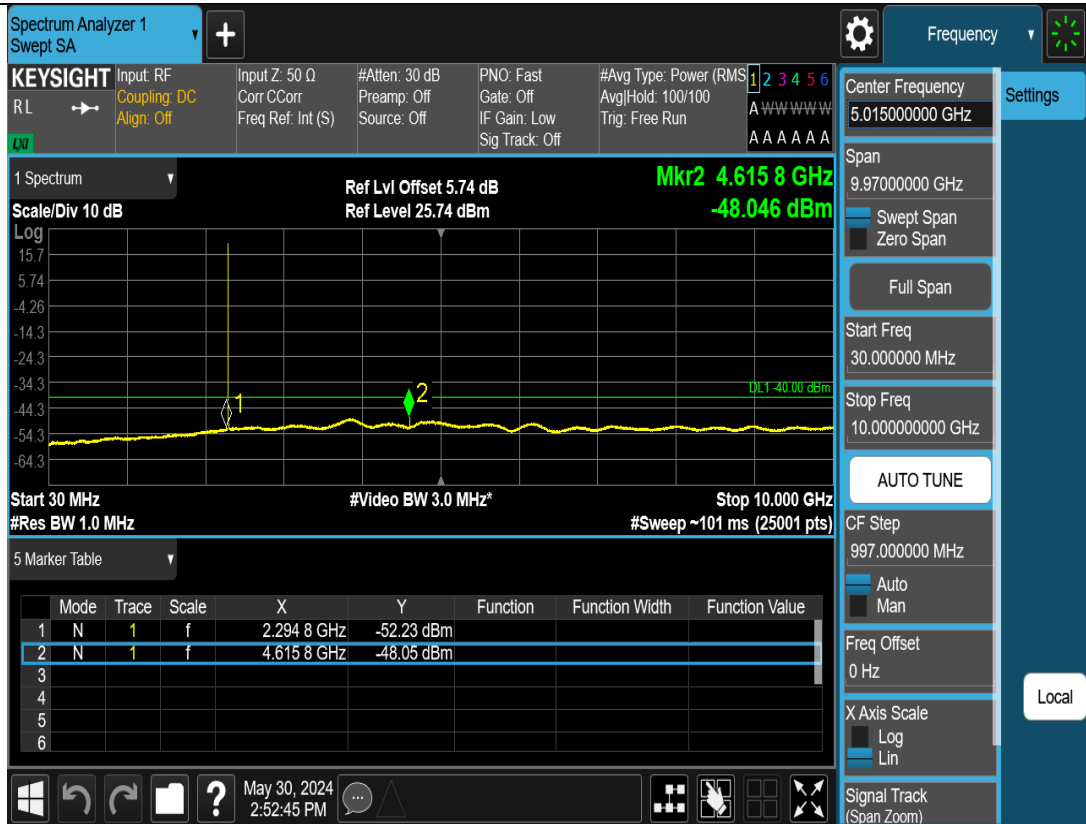 Spectrum Analyzer 1
Swept SA
+
Frequency
KEYSIGHT
RL
LXI
Input: RF
Coupling: DC
Align: Off
Input Z: 50 Ω
Corr CCorr
Freq Ref: Int (S)
#Atten: 30 dB
Preamp: Off
Source: Off
PNO: Fast
Gate: Off
IF Gain: Low
Sig Track: Off
#Avg Type: Power (RMS
Avg|Hold: 100/100
Trig: Free Run
1 2 3 4 5 6
A W W W W W
A A A A A A
1 Spectrum
Scale/Div 10 dB
Ref Lvl Offset 5.74 dB
Ref Level 25.74 dBm
Mkr2 4.615 8 GHz
-48.046 dBm
Log
15.7
5.74
-4.26
-14.3
-24.3
-34.3
-44.3
-54.3
-64.3
DL1 -40.00 dBm
1
2
Start 30 MHz
#Video BW 3.0 MHz*
Stop 10.000 GHz
#Res BW 1.0 MHz
#Sweep ~101 ms (25001 pts)
5 Marker Table
Mode Trace Scale X Y Function Function Width Function Value
1 N 1 f 2.294 8 GHz -52.23 dBm
2 N 1 f 4.615 8 GHz -48.05 dBm
3
4
5
6
?
May 30, 2024
2:52:45 PM
Center Frequency
5.015000000 GHz
Settings
Span
9.97000000 GHz
Swept Span
Zero Span
Full Span
Start Freq
30.000000 MHz
Stop Freq
10.000000000 GHz
AUTO TUNE
CF Step
997.000000 MHz
Auto
Man
Freq Offset
0 Hz
Local
X Axis Scale
Log
Lin
Signal Track
(Span Zoom)